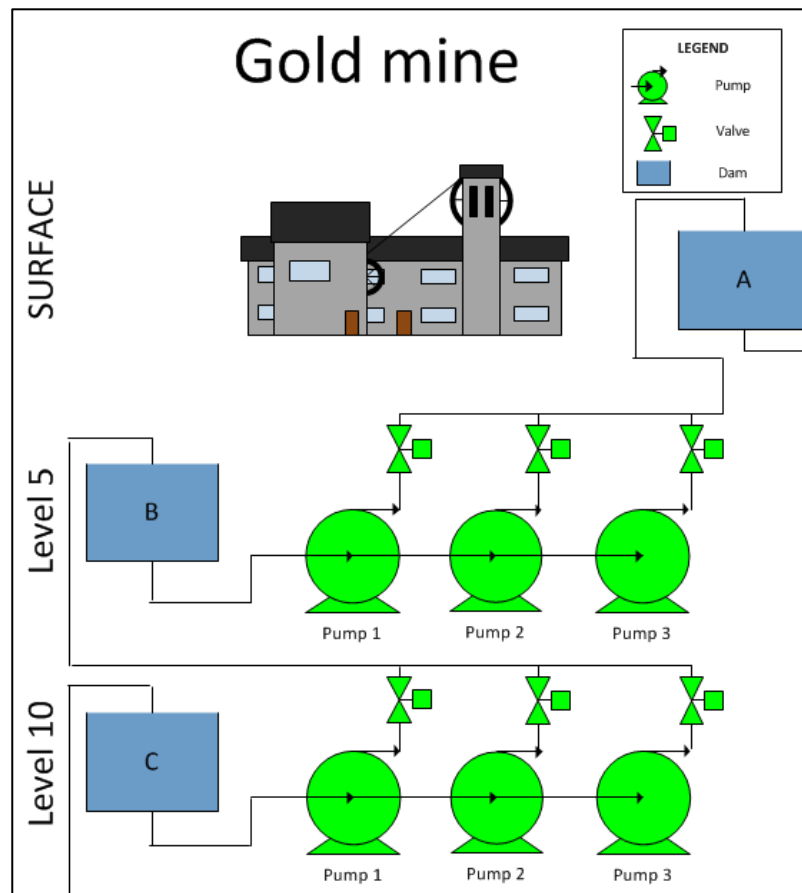 Gold mine
LEGEND
Pump
Valve
Dam
SURFACE
A
Level 5
B
Pump 1
Pump 2
Pump 3
Level 10
C
Pump 1
Pump 2
Pump 3